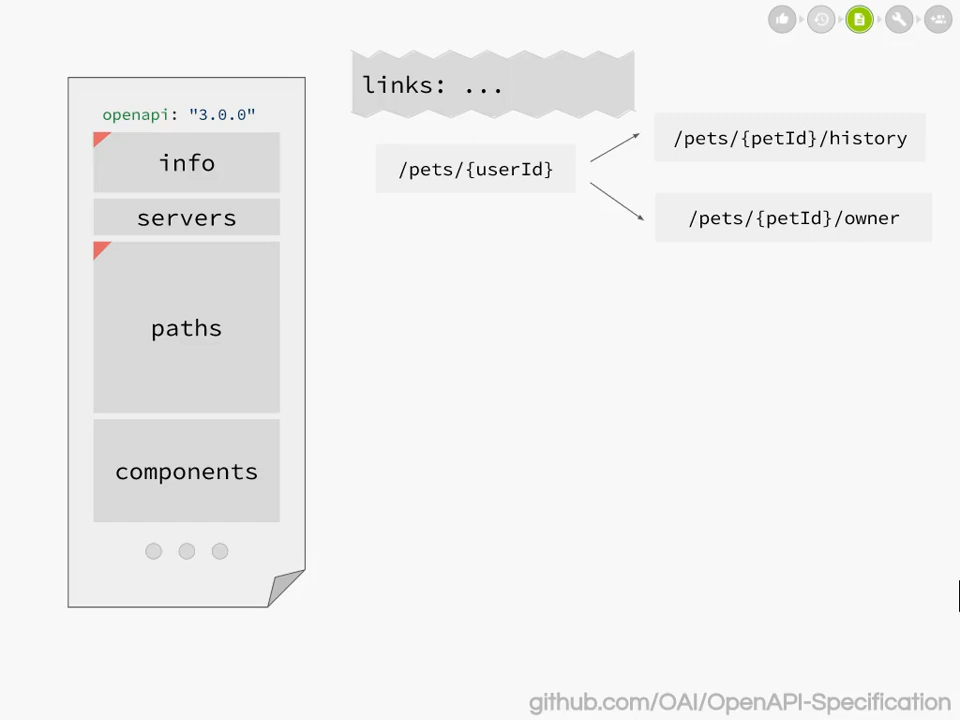 openapi: "3.0.0"
info
servers
paths
components
links: ...
/pets/{userId}
/pets/{petId}/history
/pets/{petId}/owner
github.com/OAI/OpenAPI-Specification